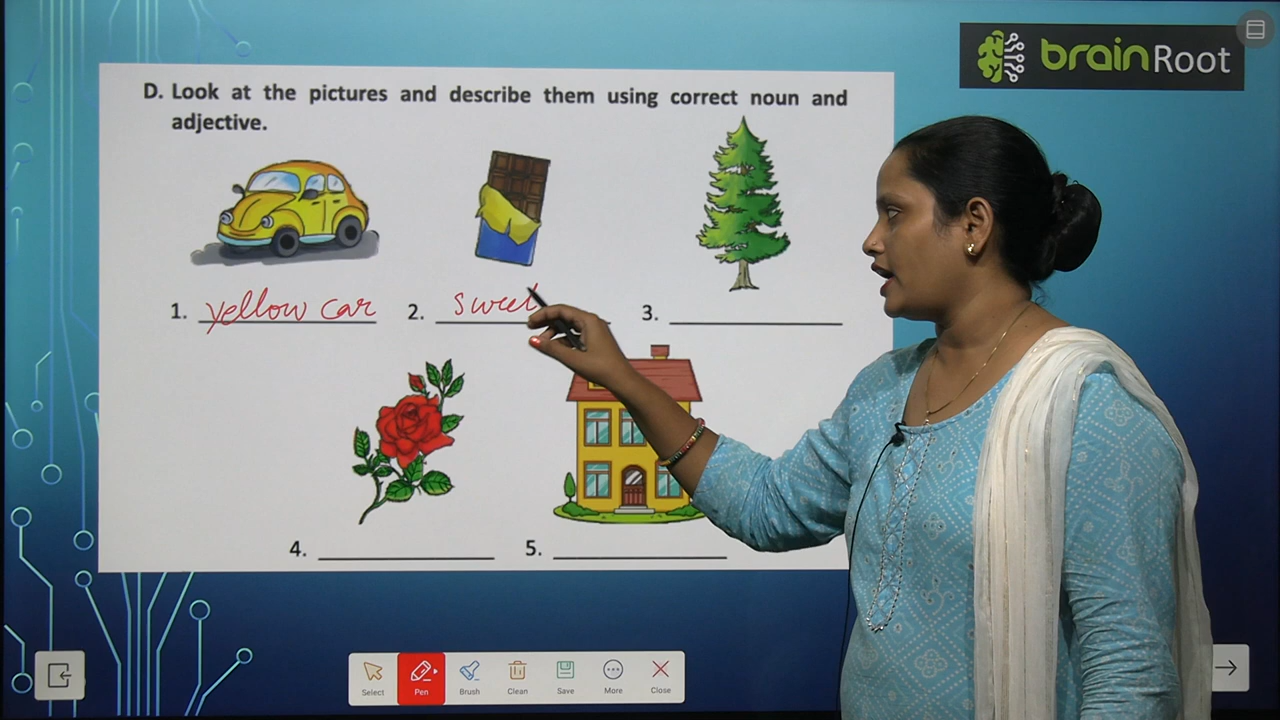 brainRoot
D. Look at the pictures and describe them using correct noun and
adjective.
1. yellow car 2. sweet 3.
4. 5.
Select Pen Brush Clean Save More Close